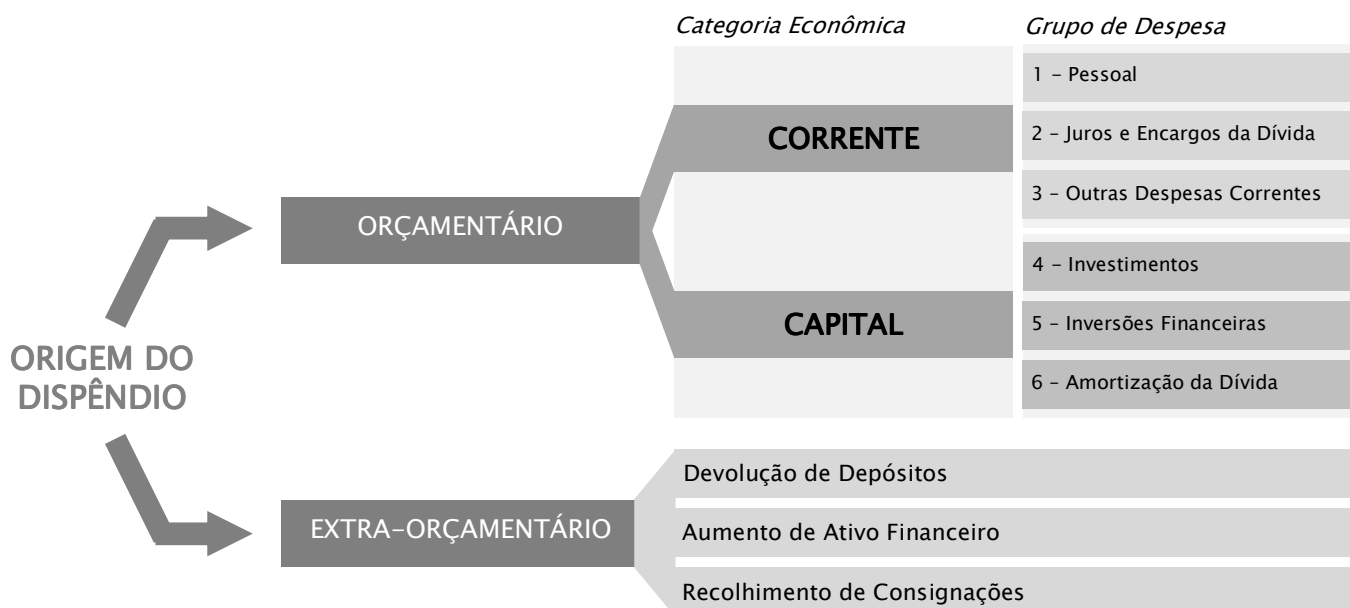 Categoria Econômica
Grupo de Despesa
1 – Pessoal
CORRENTE
2 – Juros e Encargos da Dívida
3 – Outras Despesas Correntes
ORÇAMENTÁRIO
4 – Investimentos
CAPITAL
5 – Inversões Financeiras
6 – Amortização da Dívida
ORIGEM DO
DISPÊNDIO
Devolução de Depósitos
EXTRA-ORÇAMENTÁRIO
Aumento de Ativo Financeiro
Recolhimento de Consignações